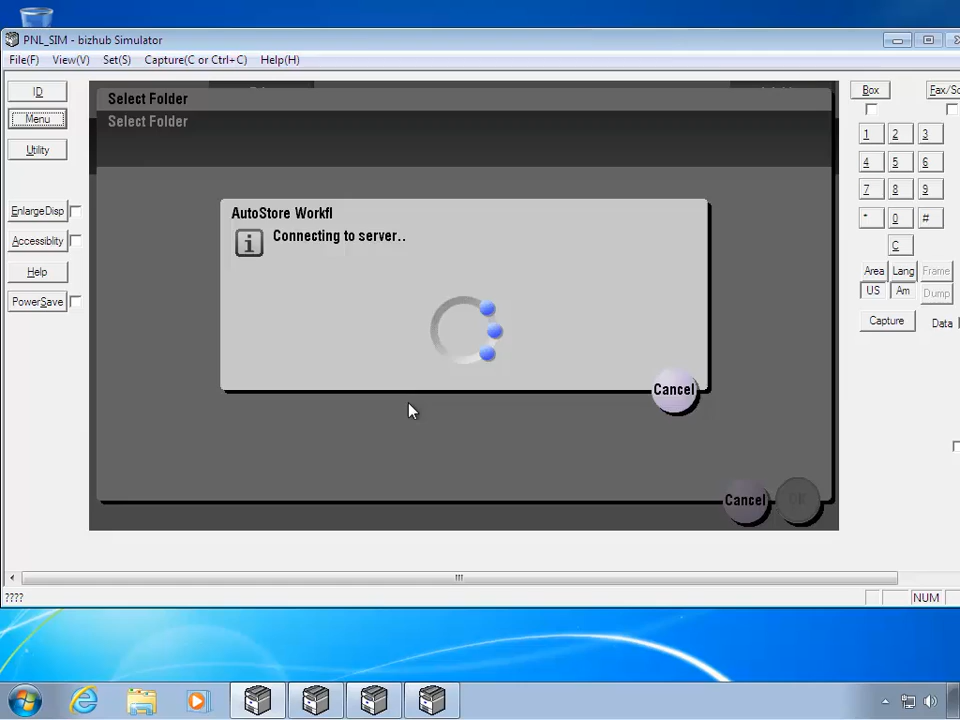 PNL_SIM - bizhub Simulator
File(F) View(V) Set(S) Capture(C or Ctrl+C) Help(H)
ID
Menu
Utility
EnlargeDisp
Accessiblity
Help
PowerSave
Select Folder
Select Folder
AutoStore Workfl
Connecting to server..
Cancel
Cancel
OK
Box Fax/Sc
1 2 3
4 5 6
7 8 9
* 0 #
C
Area Lang Frame
US Am Dump
Capture Data
???? NUM